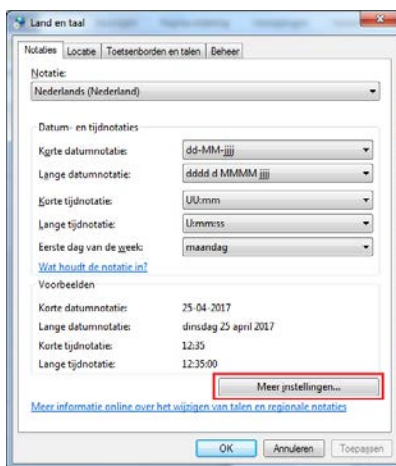 Land en taal
Notaties Locatie Toetsenborden en talen Beheer
Notatie:
Nederlands (Nederland)
Datum- en tijdnotaties
Korte datumnotatie: dd-MM-jjjj
Lange datumnotatie: dddd d MMMM jjjj
Korte tijdnotatie: UU:mm
Lange tijdnotatie: U:mm:ss
Eerste dag van de week: maandag
Wat houdt de notatie in?
Voorbeelden
Korte datumnotatie: 25-04-2017
Lange datumnotatie: dinsdag 25 april 2017
Korte tijdnotatie: 12:35
Lange tijdnotatie: 12:35:00
Meer instellingen...
Meer informatie online over het wijzigen van talen en regionale notaties
OK Annuleren Toepassen